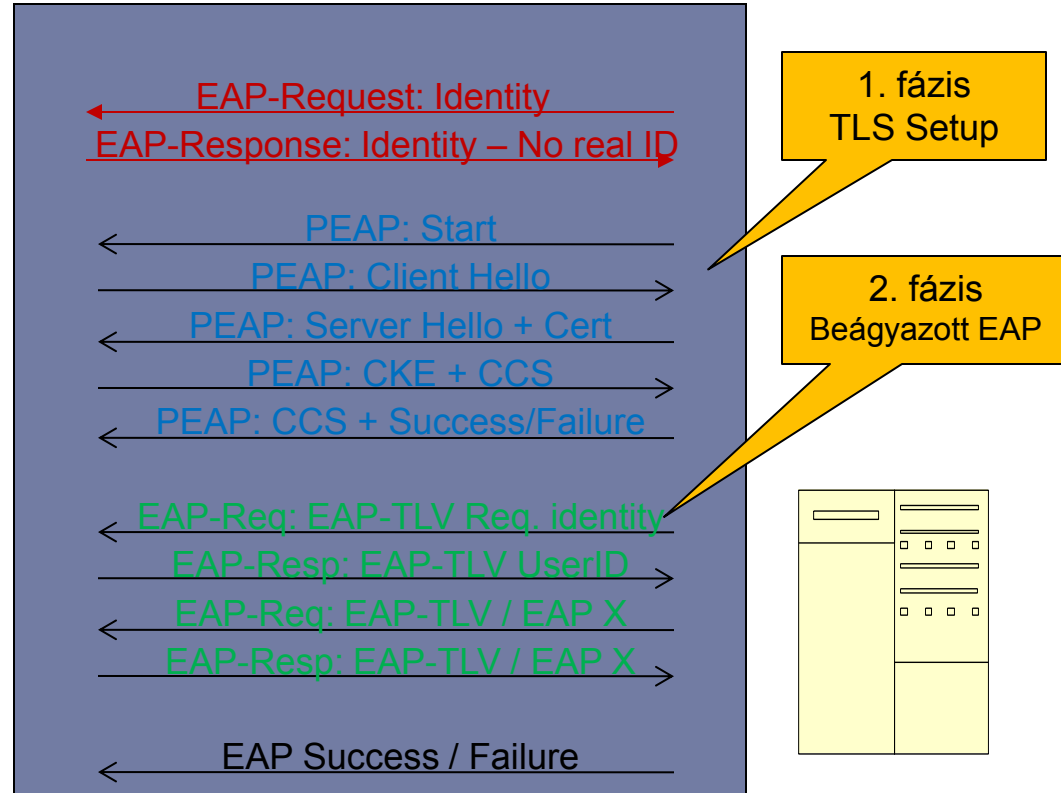 EAP-Request: Identity
EAP-Response: Identity – No real ID
PEAP: Start
PEAP: Client Hello
PEAP: Server Hello + Cert
PEAP: CKE + CCS
PEAP: CCS + Success/Failure
EAP-Req: EAP-TLV Req. identity
EAP-Resp: EAP-TLV UserID
EAP-Req: EAP-TLV / EAP X
EAP-Resp: EAP-TLV / EAP X
EAP Success / Failure
1. fázis
TLS Setup
2. fázis
Beágyazott EAP